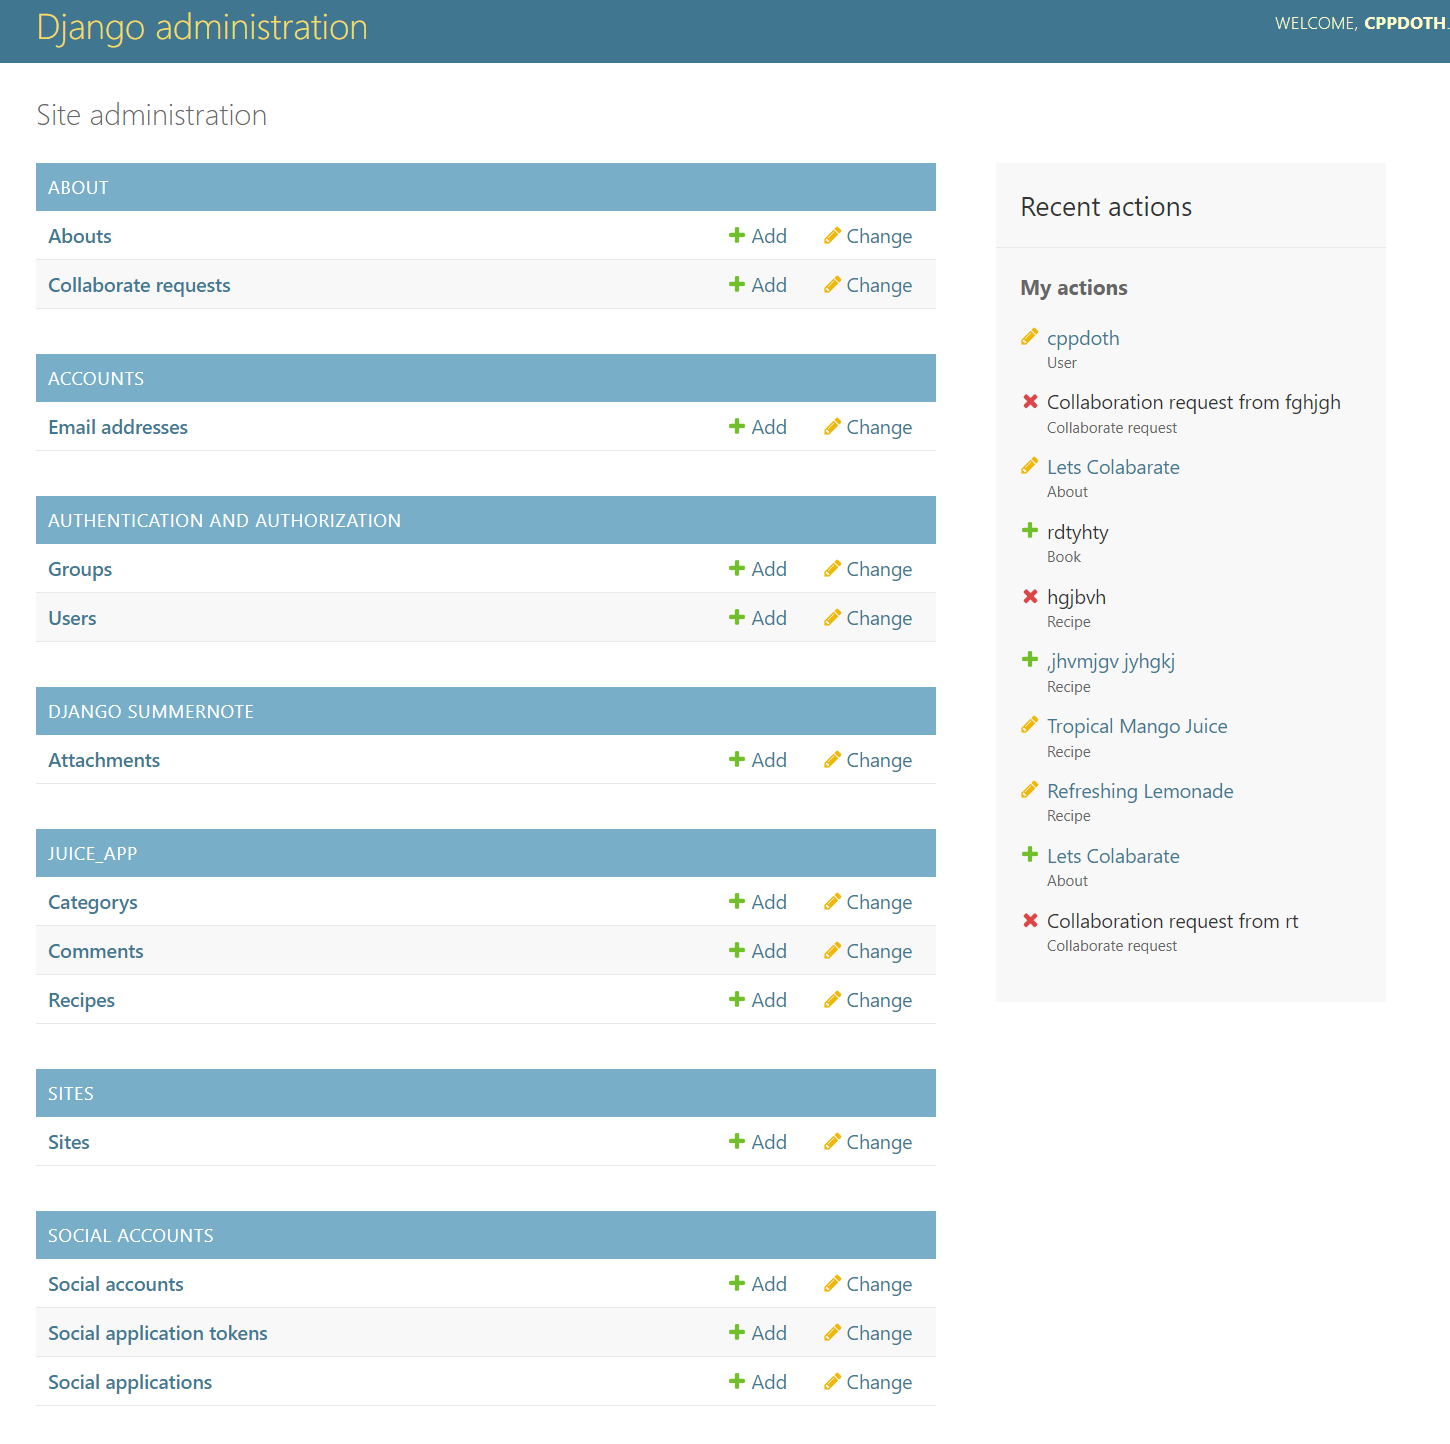 Django administration
WELCOME, CPPDOTH.
Site administration
ABOUT
Abouts Add Change
Collaborate requests Add Change
ACCOUNTS
Email addresses Add Change
AUTHENTICATION AND AUTHORIZATION
Groups Add Change
Users Add Change
DJANGO SUMMERNOTE
Attachments Add Change
JUICE_APP
Categorys Add Change
Comments Add Change
Recipes Add Change
SITES
Sites Add Change
SOCIAL ACCOUNTS
Social accounts Add Change
Social application tokens Add Change
Social applications Add Change
Recent actions
My actions
cppdoth
User
Collaboration request from fghjgh
Collaborate request
Lets Colabarate
About
rdtyhty
Book
hgjbvh
Recipe
,jhvmjgv jyhgkj
Recipe
Tropical Mango Juice
Recipe
Refreshing Lemonade
Recipe
Lets Colabarate
About
Collaboration request from rt
Collaborate request